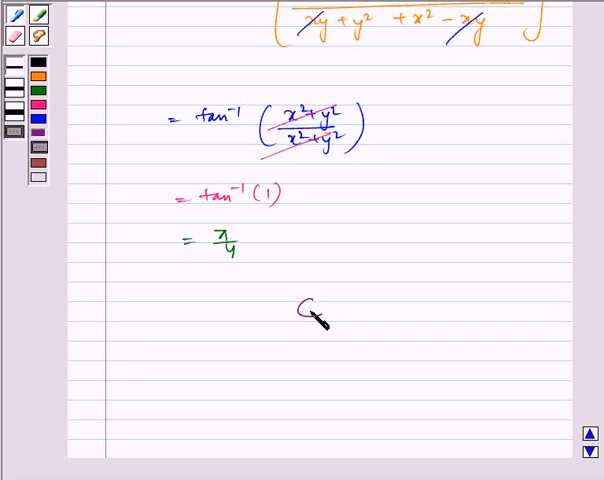 xy + y² + x² - xy
= tan⁻¹ (x² + y² / x² + y²)
= tan⁻¹ (1)
= π/4
C